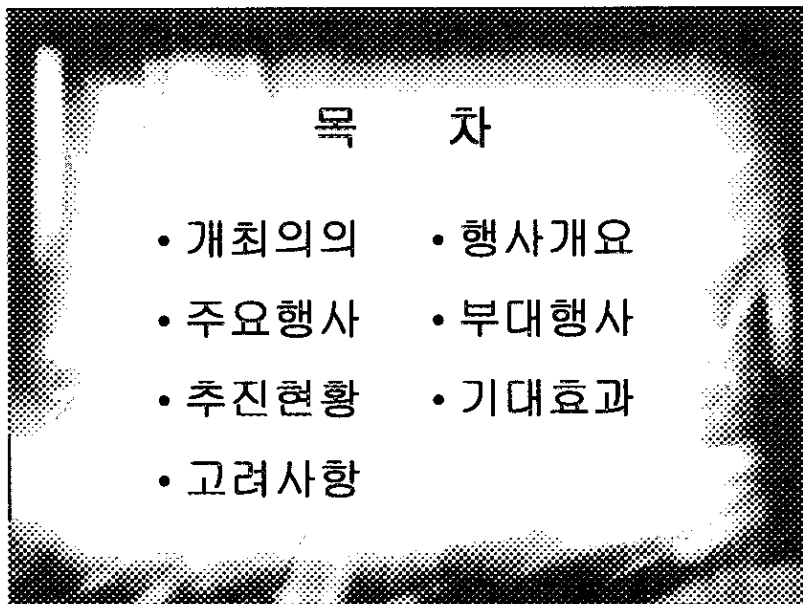 목 차
• 개최의의 • 행사개요
• 주요행사 • 부대행사
• 추진현황 • 기대효과
• 고려사항